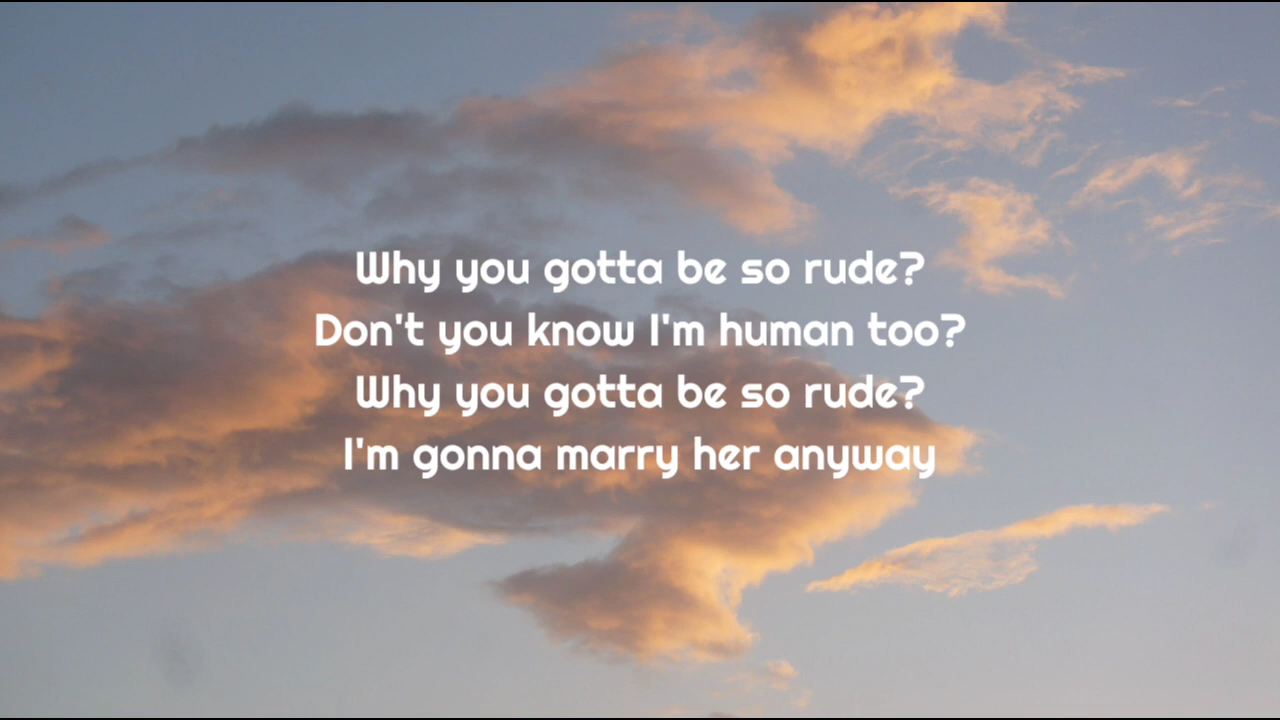 Why you gotta be so rude?
Don't you know I'm human too?
Why you gotta be so rude?
I'm gonna marry her anyway